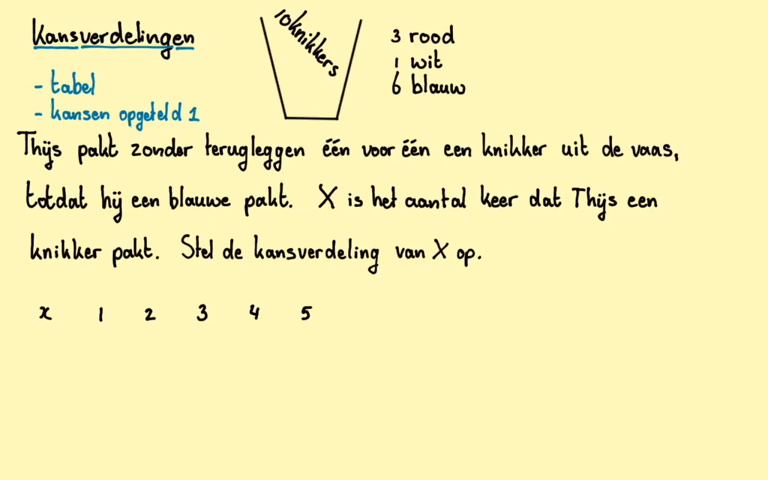 Kansverdelingen
- tabel
- kansen opgeteld 1
10 knikkers
3 rood
1 wit
6 blauw
Thijs pakt zonder terugleggen één voor één een knikker uit de vaas,
totdat hij een blauwe pakt. X is het aantal keer dat Thijs een
knikker pakt. Stel de kansverdeling van X op.
x 1 2 3 4 5